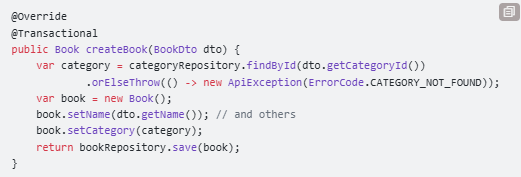 @Override
@Transactional
public Book createBook(BookDto dto) {
    var category = categoryRepository.findById(dto.getCategoryId())
            .orElseThrow(() -> new ApiException(ErrorCode.CATEGORY_NOT_FOUND));
    var book = new Book();
    book.setName(dto.getName()); // and others
    book.setCategory(category);
    return bookRepository.save(book);
}